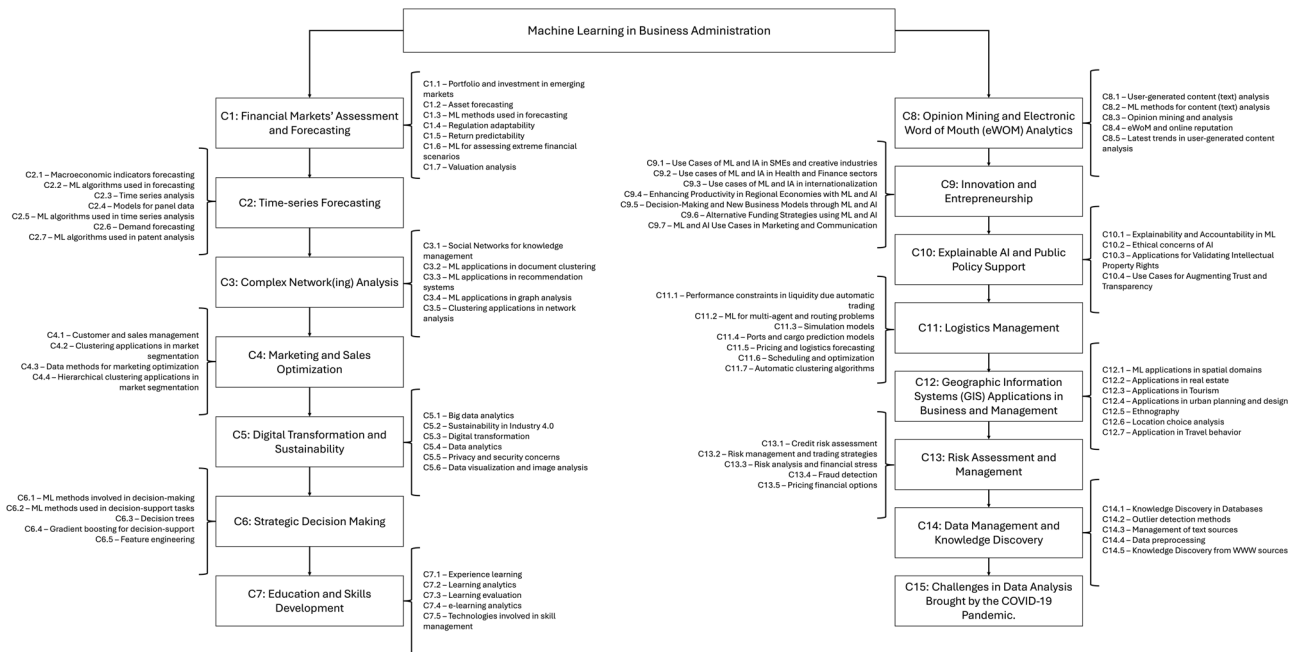 Machine Learning in Business Administration
C1: Financial Markets' Assessment
and Forecasting
C1.1 – Portfolio and investment in emerging
markets
C1.2 – Asset forecasting
C1.3 – ML methods used in forecasting
C1.4 – Regulation adaptability
C1.5 – Return predictability
C1.6 – ML for assessing extreme financial
scenarios
C1.7 – Valuation analysis
C2.1 – Macroeconomic indicators forecasting
C2.2 – ML algorithms used in forecasting
C2.3 – Time series analysis
C2.4 – Models for panel data
C2.5 – ML algorithms used in time series analysis
C2.6 – Demand forecasting
C2.7 – ML algorithms used in patent analysis
C2: Time-series Forecasting
C3: Complex Network(ing) Analysis
C3.1 – Social Networks for knowledge
management
C3.2 – ML applications in document clustering
C3.3 – ML applications in recommendation
systems
C3.4 – ML applications in graph analysis
C3.5 – Clustering applications in network
analysis
C4.1 – Customer and sales management
C4.2 – Clustering applications in market
segmentation
C4.3 – Data methods for marketing optimization
C4.4 – Hierarchical clustering applications in
market segmentation
C4: Marketing and Sales
Optimization
C5: Digital Transformation and
Sustainability
C5.1 – Big data analytics
C5.2 – Sustainability in Industry 4.0
C5.3 – Digital transformation
C5.4 – Data analytics
C5.5 – Privacy and security concerns
C5.6 – Data visualization and image analysis
C6.1 – ML methods involved in decision-making
C6.2 – ML methods used in decision-support tasks
C6.3 – Decision trees
C6.4 – Gradient boosting for decision-support
C6.5 – Feature engineering
C6: Strategic Decision Making
C7: Education and Skills
Development
C7.1 – Experience learning
C7.2 – Learning analytics
C7.3 – Learning evaluation
C7.4 – e-learning analytics
C7.5 – Technologies involved in skill
management
C8: Opinion Mining and Electronic
Word of Mouth (eWOM) Analytics
C8.1 – User-generated content (text) analysis
C8.2 – ML methods for content (text) analysis
C8.3 – Opinion mining and analysis
C8.4 – eWoM and online reputation
C8.5 – Latest trends in user-generated content
analysis
C9.1 – Use Cases of ML and IA in SMEs and creative industries
C9.2 – Use cases of ML and IA in Health and Finance sectors
C9.3 – Use cases of ML and IA in internationalization
C9.4 – Enhancing Productivity in Regional Economies with ML and AI
C9.5 – Decision-Making and New Business Models through ML and AI
C9.6 – Alternative Funding Strategies using ML and AI
C9.7 – ML and AI Use Cases in Marketing and Communication
C9: Innovation and
Entrepreneurship
C10: Explainable AI and Public
Policy Support
C10.1 – Explainability and Accountability in ML
C10.2 – Ethical concerns of AI
C10.3 – Applications for Validating Intellectual
Property Rights
C10.4 – Use Cases for Augmenting Trust and
Transparency
C11.1 – Performance constraints in liquidity due automatic
trading
C11.2 – ML for multi-agent and routing problems
C11.3 – Simulation models
C11.4 – Ports and cargo prediction models
C11.5 – Pricing and logistics forecasting
C11.6 – Scheduling and optimization
C11.7 – Automatic clustering algorithms
C11: Logistics Management
C12: Geographic Information
Systems (GIS) Applications in
Business and Management
C12.1 – ML applications in spatial domains
C12.2 – Applications in real estate
C12.3 – Applications in Tourism
C12.4 – Applications in urban planning and design
C12.5 – Ethnography
C12.6 – Location choice analysis
C12.7 – Application in Travel behavior
C13.1 – Credit risk assessment
C13.2 – Risk management and trading strategies
C13.3 – Risk analysis and financial stress
C13.4 – Fraud detection
C13.5 – Pricing financial options
C13: Risk Assessment and
Management
C14: Data Management and
Knowledge Discovery
C14.1 – Knowledge Discovery in Databases
C14.2 – Outlier detection methods
C14.3 – Management of text sources
C14.4 – Data preprocessing
C14.5 – Knowledge Discovery from WWW sources
C15: Challenges in Data Analysis
Brought by the COVID-19
Pandemic.